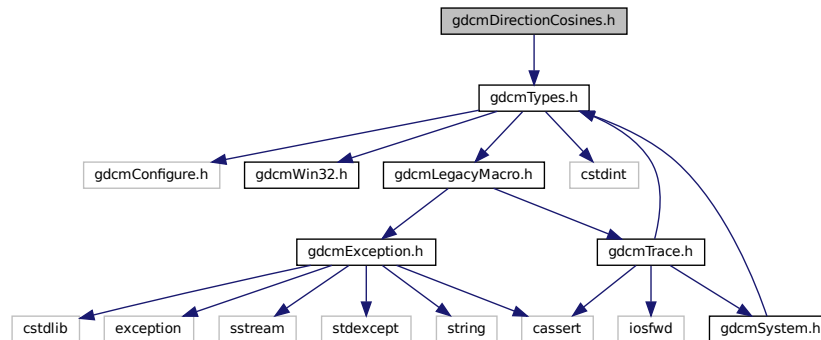 gdcmDirectionCosines.h
gdcmTypes.h
gdcmConfigure.h
gdcmWin32.h
gdcmLegacyMacro.h
cstdint
gdcmException.h
gdcmTrace.h
cstdlib
exception
sstream
stdexcept
string
cassert
iosfwd
gdcmSystem.h